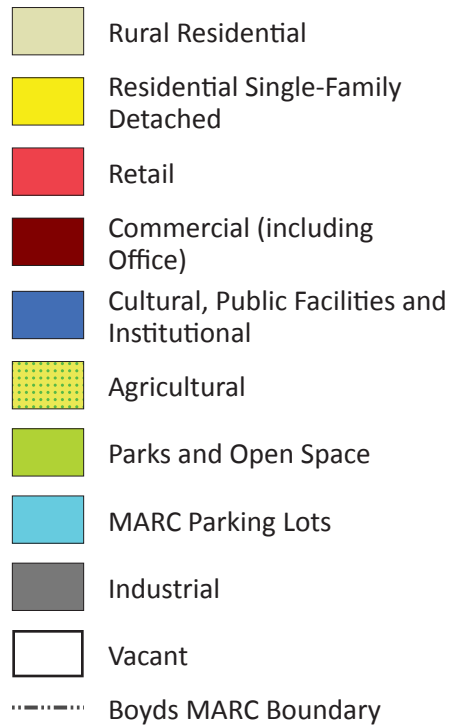 Rural Residential
Residential Single-Family
Detached
Retail
Commercial (including
Office)
Cultural, Public Facilities and
Institutional
Agricultural
Parks and Open Space
MARC Parking Lots
Industrial
Vacant
Boyds MARC Boundary